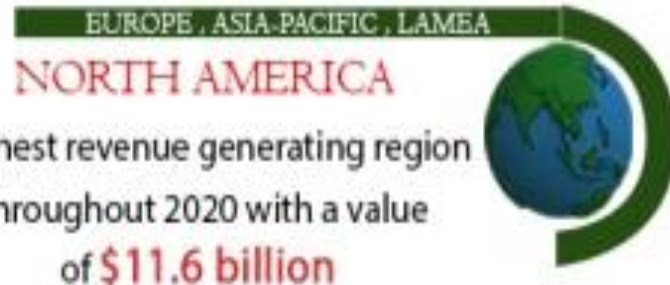 EUROPE , ASIA-PACIFIC , LAMEA
NORTH AMERICA
hest revenue generating region
hroughout 2020 with a value
of $11.6 billion